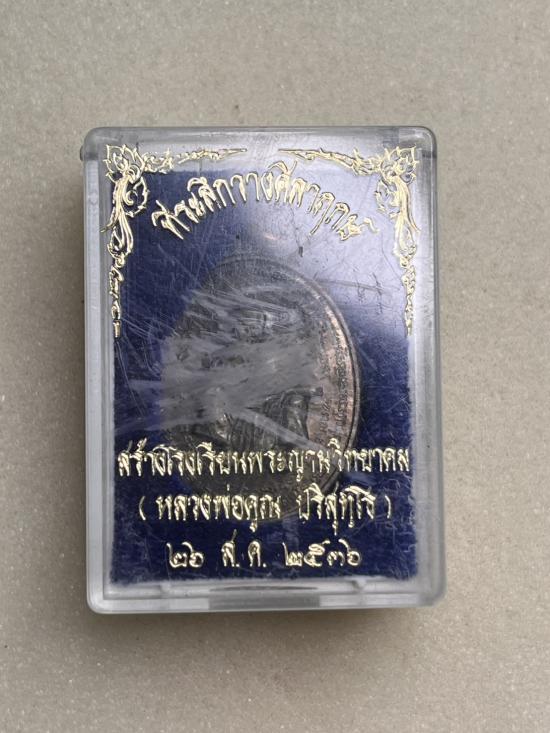 ที่ระลึกวางศิลาฤกษ์
สร้างโรงเรียนพระญาณวิทยาคม
( หลวงพ่อคูณ ปริสุทฺโธ )
๒๖ ส.ค. ๒๕๓๖